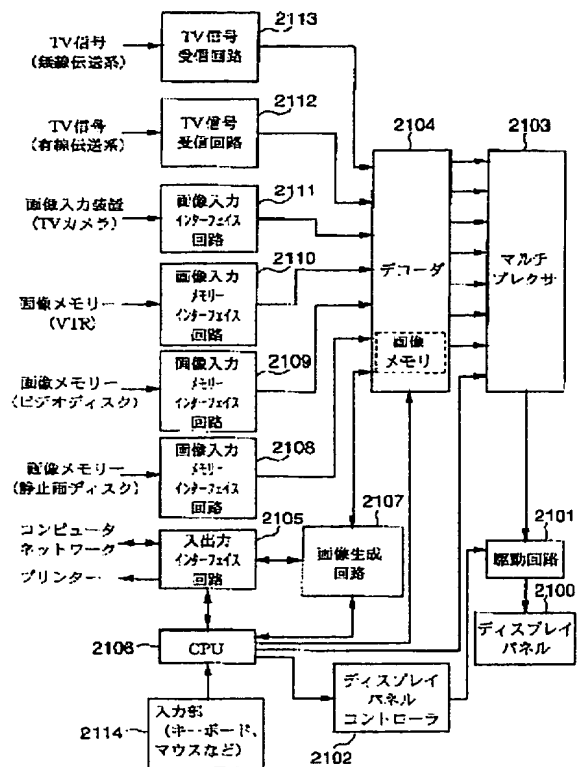 2113
TV信号
(無線伝送系)
TV信号
受信回路
2112
TV信号
(有線伝送系)
TV信号
受信回路
2104
2103
2111
画像入力装置
(TVカメラ)
画像入力
インターフェイス
回路
デコーダ
マルチ
プレクサ
2110
画像メモリー
(VTR)
画像入力
メモリー
インターフェイス
回路
画像
メモリ
2109
画像メモリー
(ビデオディスク)
画像入力
メモリー
インターフェイス
回路
2108
画像メモリー
(静止画ディスク)
画像入力
メモリー
インターフェイス
回路
2107
2105
コンピュータ
ネットワーク
プリンター
入出力
インターフェイス
回路
画像生成
回路
2101
駆動回路
2100
ディスプレイ
パネル
2108
CPU
ディスプレイ
パネル
コントローラ
2102
2114
入力部
(キーボード、
マウスなど)